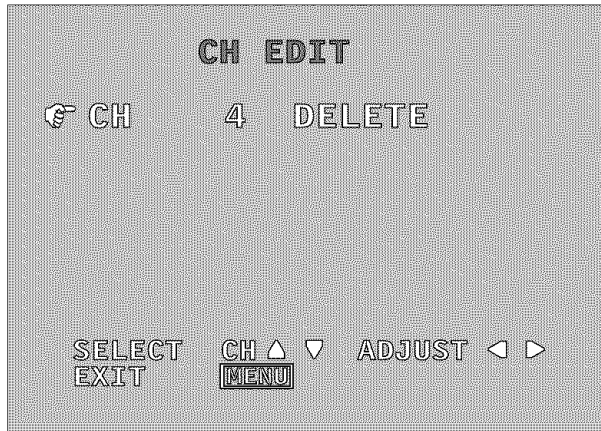 CH EDIT
CH 4 DELETE
SELECT CH △ ▽ ADJUST ◁ ▷
EXIT MENU